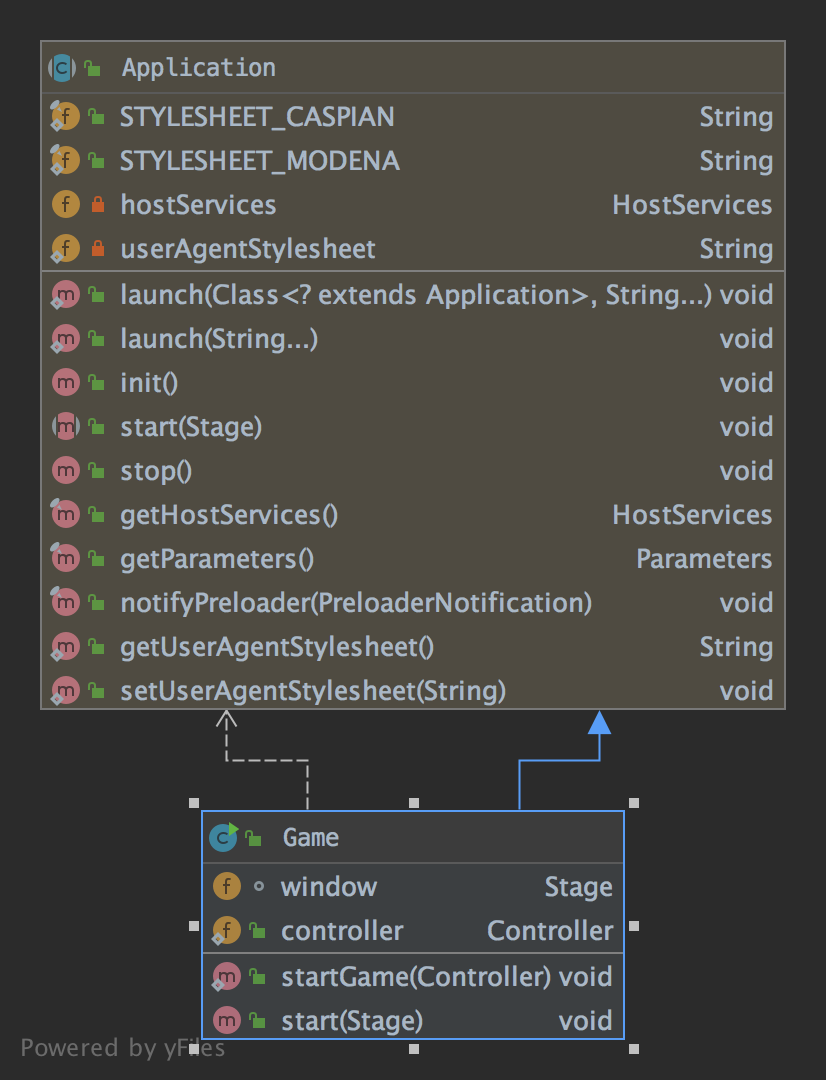 Application
STYLESHEET_CASPIAN String
STYLESHEET_MODENA String
hostServices HostServices
userAgentStylesheet String
launch(Class<? extends Application>, String...) void
launch(String...) void
init() void
start(Stage) void
stop() void
getHostServices() HostServices
getParameters() Parameters
notifyPreloader(PreloaderNotification) void
getUserAgentStylesheet() String
setUserAgentStylesheet(String) void
Game
window Stage
controller Controller
startGame(Controller) void
start(Stage) void
Powered by yFiles